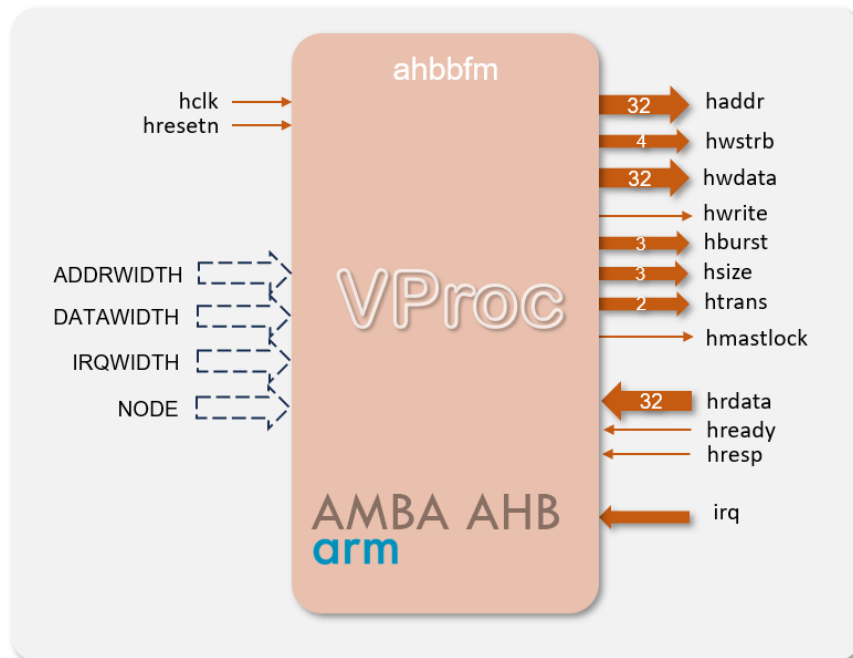 ahbbfm
hclk
hresetn
ADDRWIDTH
DATAWIDTH
IRQWIDTH
NODE
VProc
AMBA AHB
arm
32 haddr
4 hwstrb
32 hwdata
hwrite
3 hburst
3 hsize
2 htrans
hmastlock
32 hrdata
hready
hresp
irq